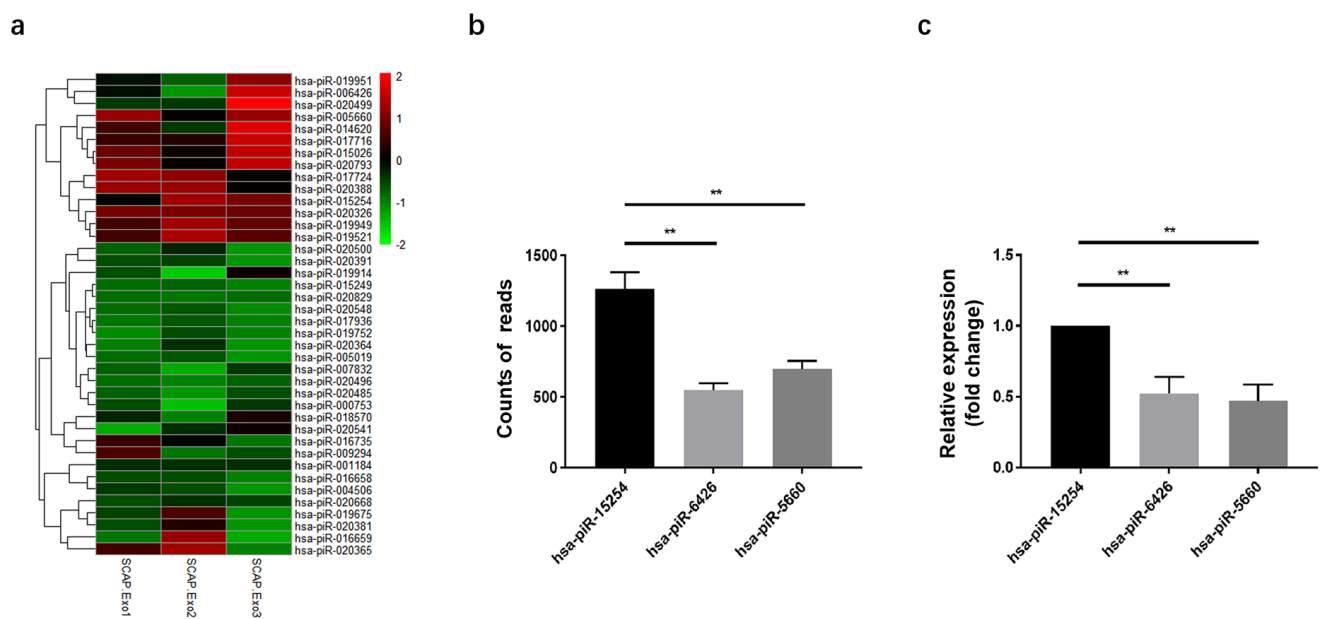 a
b
c
hsa-piR-019951
hsa-piR-006426
hsa-piR-020499
hsa-piR-005660
hsa-piR-014620
hsa-piR-017716
hsa-piR-015026
hsa-piR-020793
hsa-piR-017724
hsa-piR-020388
hsa-piR-015254
hsa-piR-020326
hsa-piR-019949
hsa-piR-019521
hsa-piR-020500
hsa-piR-020391
hsa-piR-019914
hsa-piR-015249
hsa-piR-020829
hsa-piR-020548
hsa-piR-017936
hsa-piR-019752
hsa-piR-020364
hsa-piR-005019
hsa-piR-007832
hsa-piR-020496
hsa-piR-020485
hsa-piR-000753
hsa-piR-018570
hsa-piR-020541
hsa-piR-016735
hsa-piR-009294
hsa-piR-001184
hsa-piR-016658
hsa-piR-004506
hsa-piR-020668
hsa-piR-019675
hsa-piR-020381
hsa-piR-016659
hsa-piR-020365
2
1
0
-1
-2
SCAP.Exo1
SCAP.Exo2
SCAP.Exo3
**
**
Counts of reads
1500
1000
500
0
hsa-piR-15254
hsa-piR-6426
hsa-piR-5660
**
**
Relative expression
(fold change)
1.5
1.0
0.5
0.0
hsa-piR-15254
hsa-piR-6426
hsa-piR-5660